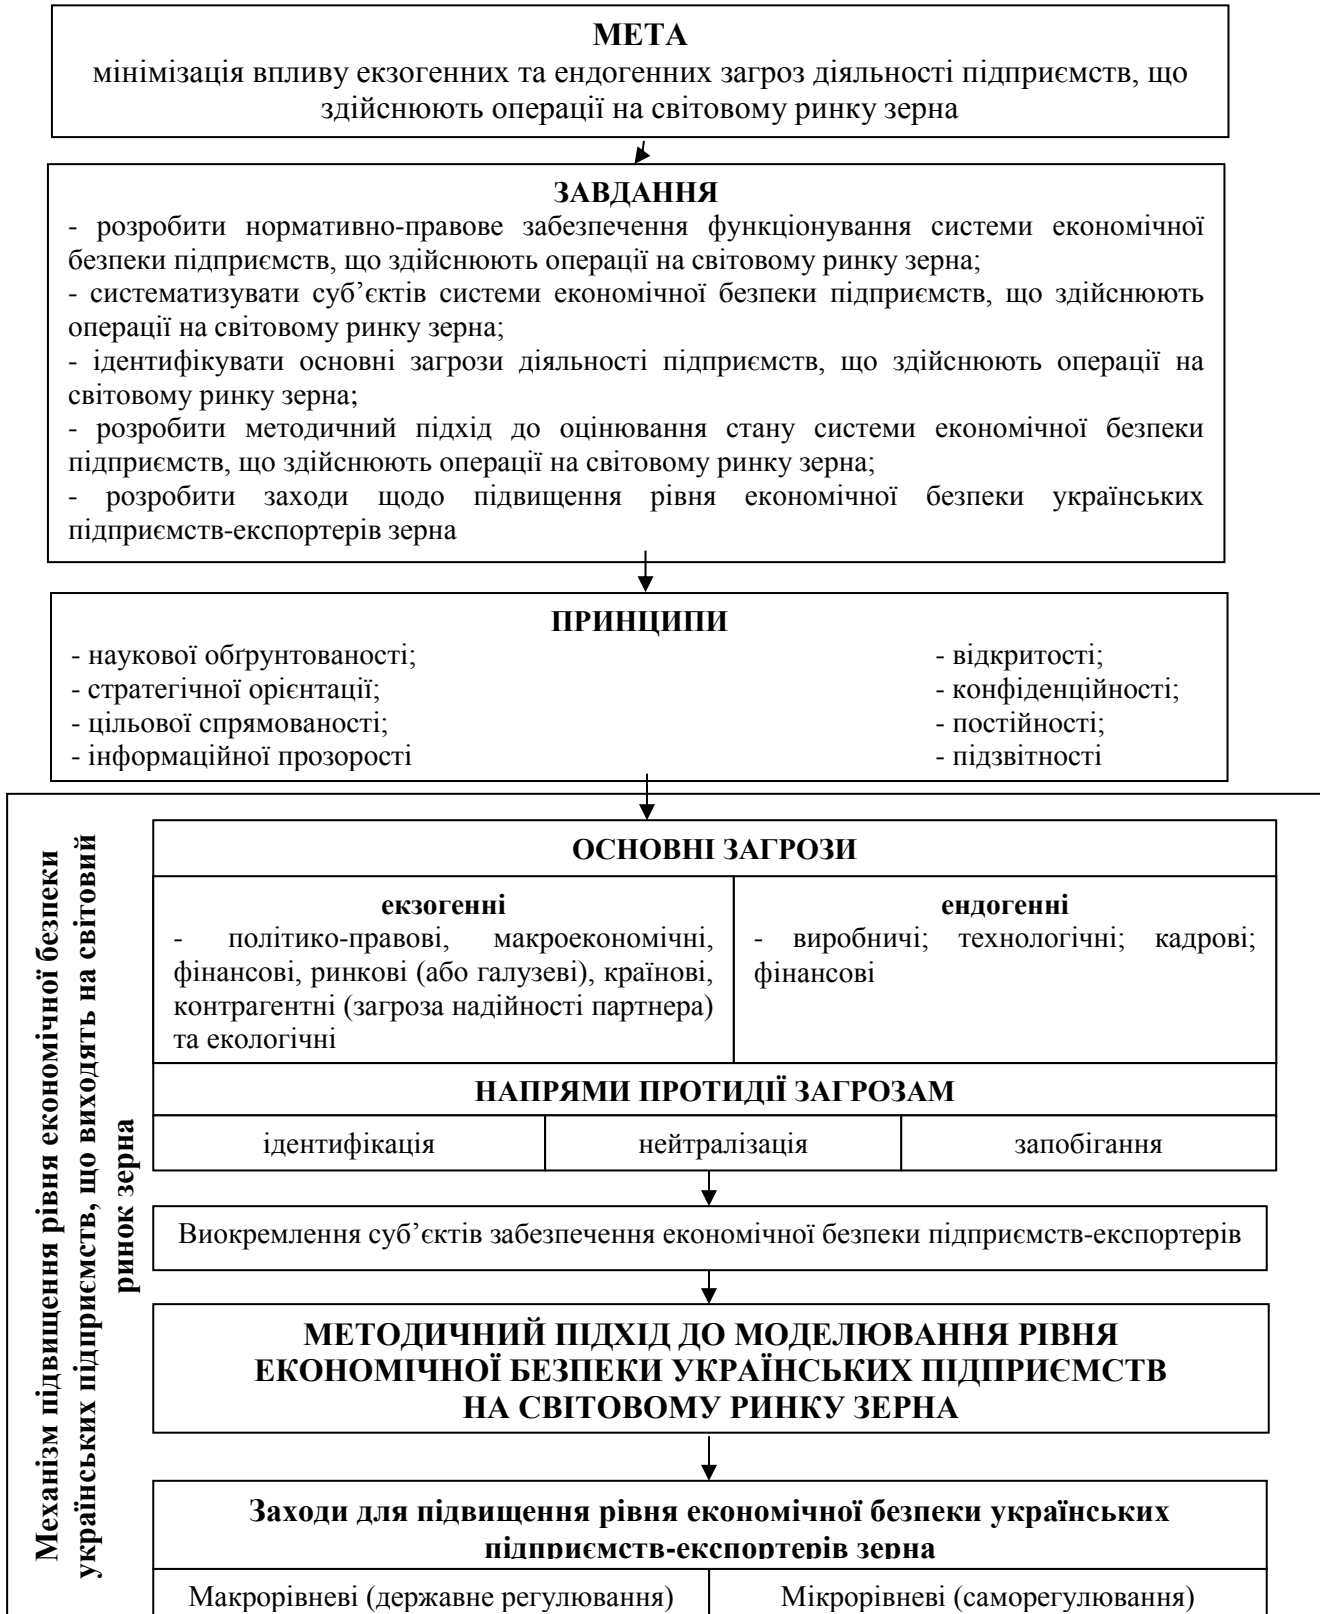 МЕТА
мінімізація впливу екзогенних та ендогенних загроз діяльності підприємств, що
здійснюють операції на світовому ринку зерна
ЗАВДАННЯ
- розробити нормативно-правове забезпечення функціонування системи економічної
безпеки підприємств, що здійснюють операції на світовому ринку зерна;
- систематизувати суб’єктів системи економічної безпеки підприємств, що здійснюють
операції на світовому ринку зерна;
- ідентифікувати основні загрози діяльності підприємств, що здійснюють операції на
світовому ринку зерна;
- розробити методичний підхід до оцінювання стану системи економічної безпеки
підприємств, що здійснюють операції на світовому ринку зерна;
- розробити заходи щодо підвищення рівня економічної безпеки українських
підприємств-експортерів зерна
ПРИНЦИПИ
- наукової обґрунтованості;
- стратегічної орієнтації;
- цільової спрямованості;
- інформаційної прозорості
- відкритості;
- конфіденційності;
- постійності;
- підзвітності
Механізм підвищення рівня економічної безпеки
українських підприємств, що виходять на світовий
ринок зерна
ОСНОВНІ ЗАГРОЗИ
екзогенні
- політико-правові, макроекономічні,
фінансові, ринкові (або галузеві), країнові,
контрагентні (загроза надійності партнера)
та екологічні
ендогенні
- виробничі; технологічні; кадрові;
фінансові
НАПРЯМИ ПРОТИДІЇ ЗАГРОЗАМ
ідентифікація
нейтралізація
запобігання
Виокремлення суб’єктів забезпечення економічної безпеки підприємств-експортерів
МЕТОДИЧНИЙ ПІДХІД ДО МОДЕЛЮВАННЯ РІВНЯ
ЕКОНОМІЧНОЇ БЕЗПЕКИ УКРАЇНСЬКИХ ПІДПРИЄМСТВ
НА СВІТОВОМУ РИНКУ ЗЕРНА
Заходи для підвищення рівня економічної безпеки українських
підприємств-експортерів зерна
Макрорівневі (державне регулювання)
Мікрорівневі (саморегулювання)